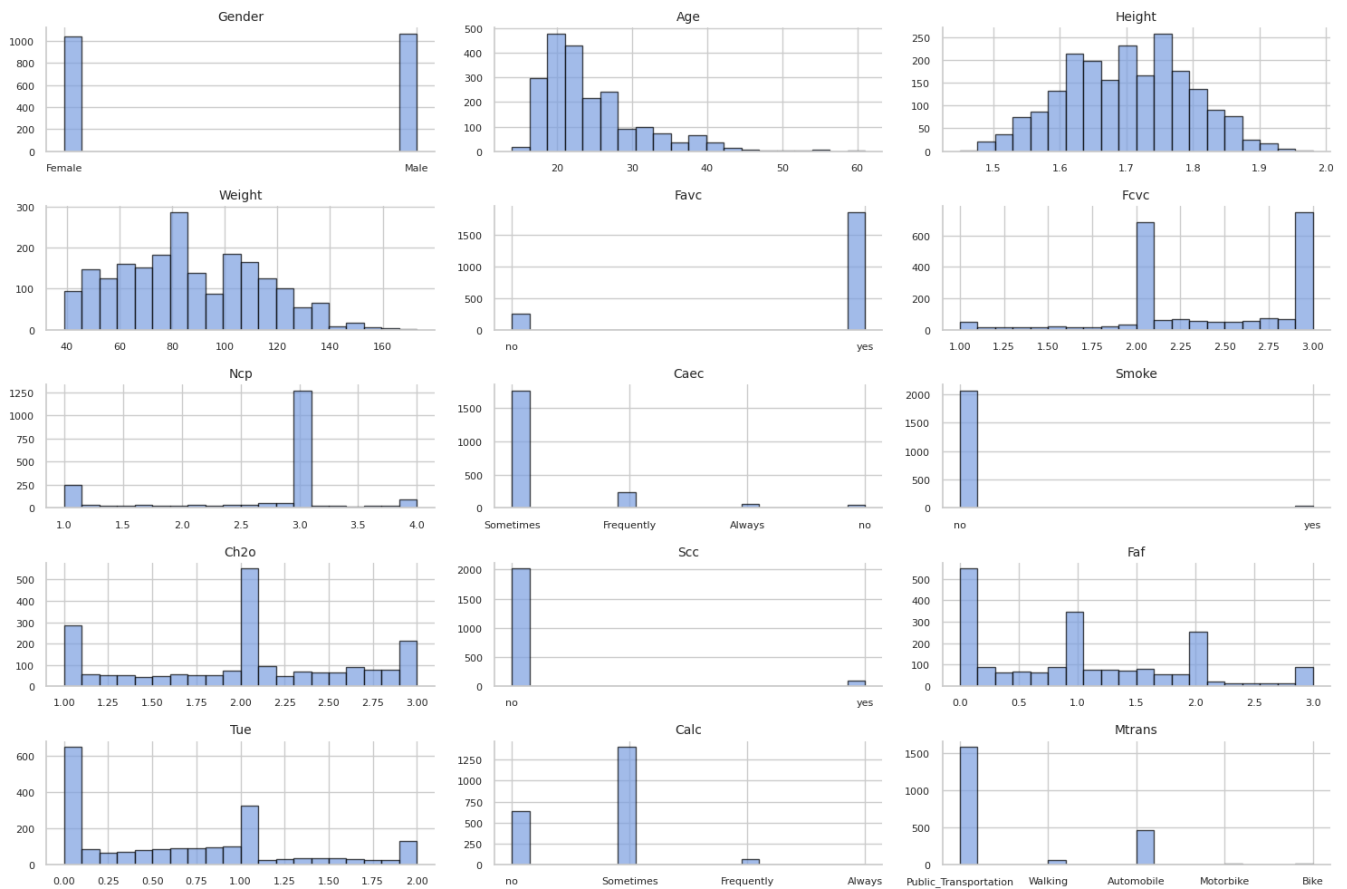 Gender
1000
800
600
400
200
0
Female Male
Age
500
400
300
200
100
0
20 30 40 50 60
Height
250
200
150
100
50
0
1.5 1.6 1.7 1.8 1.9 2.0
Weight
300
200
100
0
40 60 80 100 120 140 160
Favc
1500
1000
500
0
no yes
Fcvc
600
400
200
0
1.00 1.25 1.50 1.75 2.00 2.25 2.50 2.75 3.00
Ncp
1250
1000
750
500
250
0
1.0 1.5 2.0 2.5 3.0 3.5 4.0
Caec
1500
1000
500
0
Sometimes Frequently Always no
Smoke
2000
1500
1000
500
0
no yes
Ch2o
500
400
300
200
100
0
1.00 1.25 1.50 1.75 2.00 2.25 2.50 2.75 3.00
Scc
2000
1500
1000
500
0
no yes
Faf
500
400
300
200
100
0
0.0 0.5 1.0 1.5 2.0 2.5 3.0
Tue
600
400
200
0
0.00 0.25 0.50 0.75 1.00 1.25 1.50 1.75 2.00
Calc
1250
1000
750
500
250
0
no Sometimes Frequently Always
Mtrans
1500
1000
500
0
Public_Transportation Walking Automobile Motorbike Bike